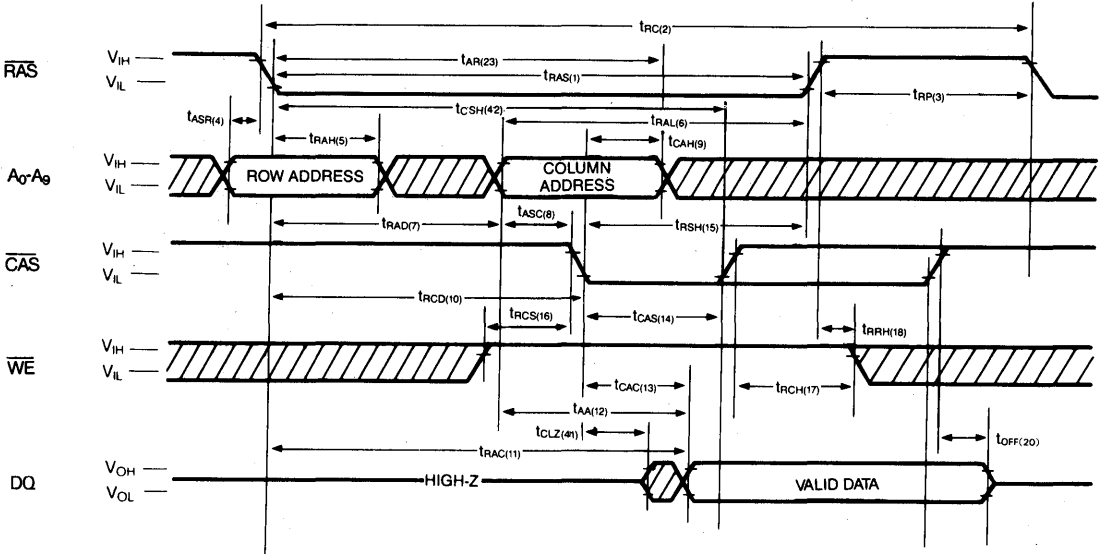 tRC(2)
RAS VIH tAR(23)
VIL tRAS(1) tRP(3)
tCSH(42)
tASR(4) tRAL(6)
tRAH(5) tCAH(9)
A0-A9 VIH ROW ADDRESS COLUMN ADDRESS
VIL
tASC(8)
tRAD(7) tRSH(15)
CAS VIH
VIL
tRCD(10)
tRCS(16) tCAS(14) tRRH(18)
WE VIH
VIL tCAC(13) tRCH(17)
tAA(12)
tCLZ(41) tOFF(20)
tRAC(11)
DQ VOH HIGH-Z VALID DATA
VOL